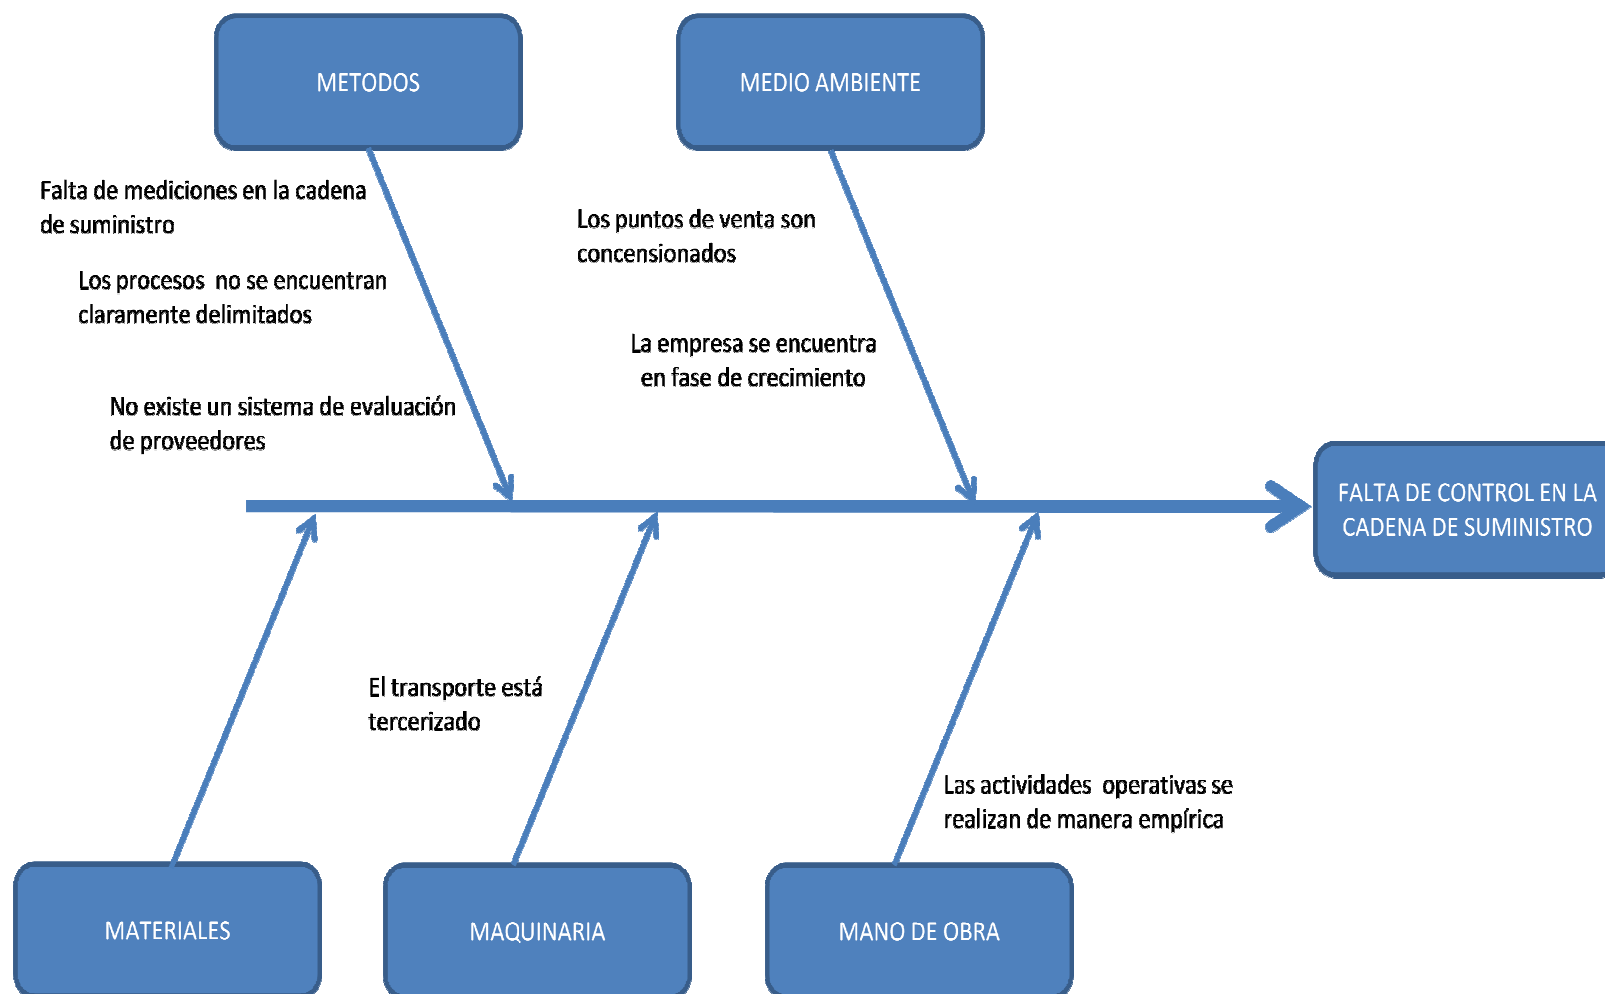 METODOS
MEDIO AMBIENTE
Falta de mediciones en la cadena
de suministro
Los procesos no se encuentran
claramente delimitados
No existe un sistema de evaluación
de proveedores
Los puntos de venta son
concensionados
La empresa se encuentra
en fase de crecimiento
FALTA DE CONTROL EN LA
CADENA DE SUMINISTRO
El transporte está
tercerizado
Las actividades operativas se
realizan de manera empírica
MATERIALES
MAQUINARIA
MANO DE OBRA